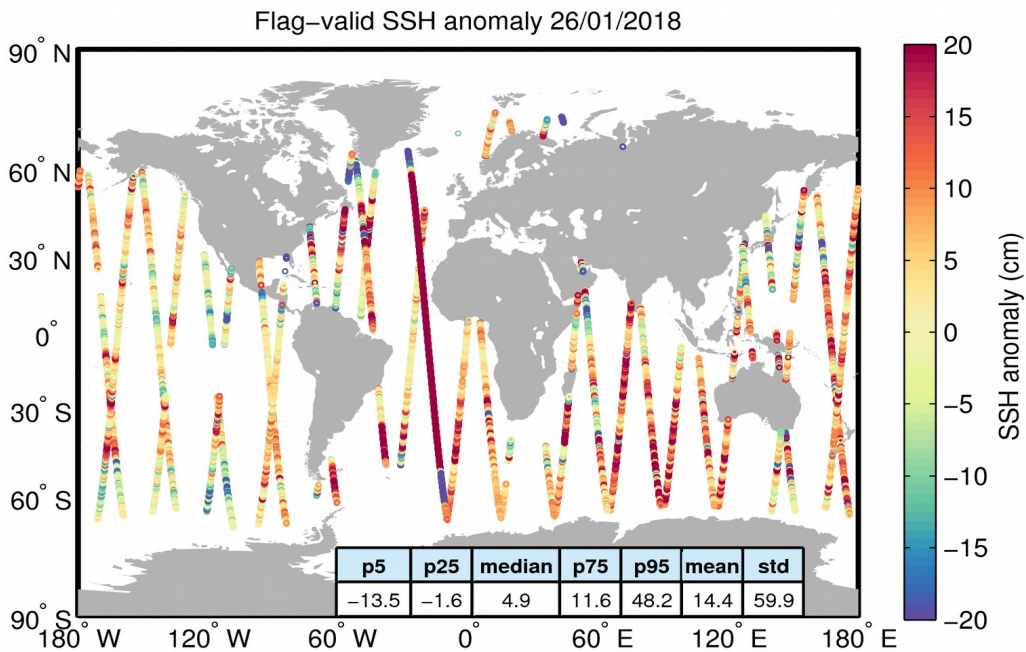 Flag−valid SSH anomaly 26/01/2018
90° N
60° N
30° N
0°
30° S
60° S
90° S
180° W
120° W
60° W
0°
60° E
120° E
180° E
p5 p25 median p75 p95 mean std
−13.5 −1.6 4.9 11.6 48.2 14.4 59.9
20
15
10
5
0
−5
−10
−15
−20
SSH anomaly (cm)